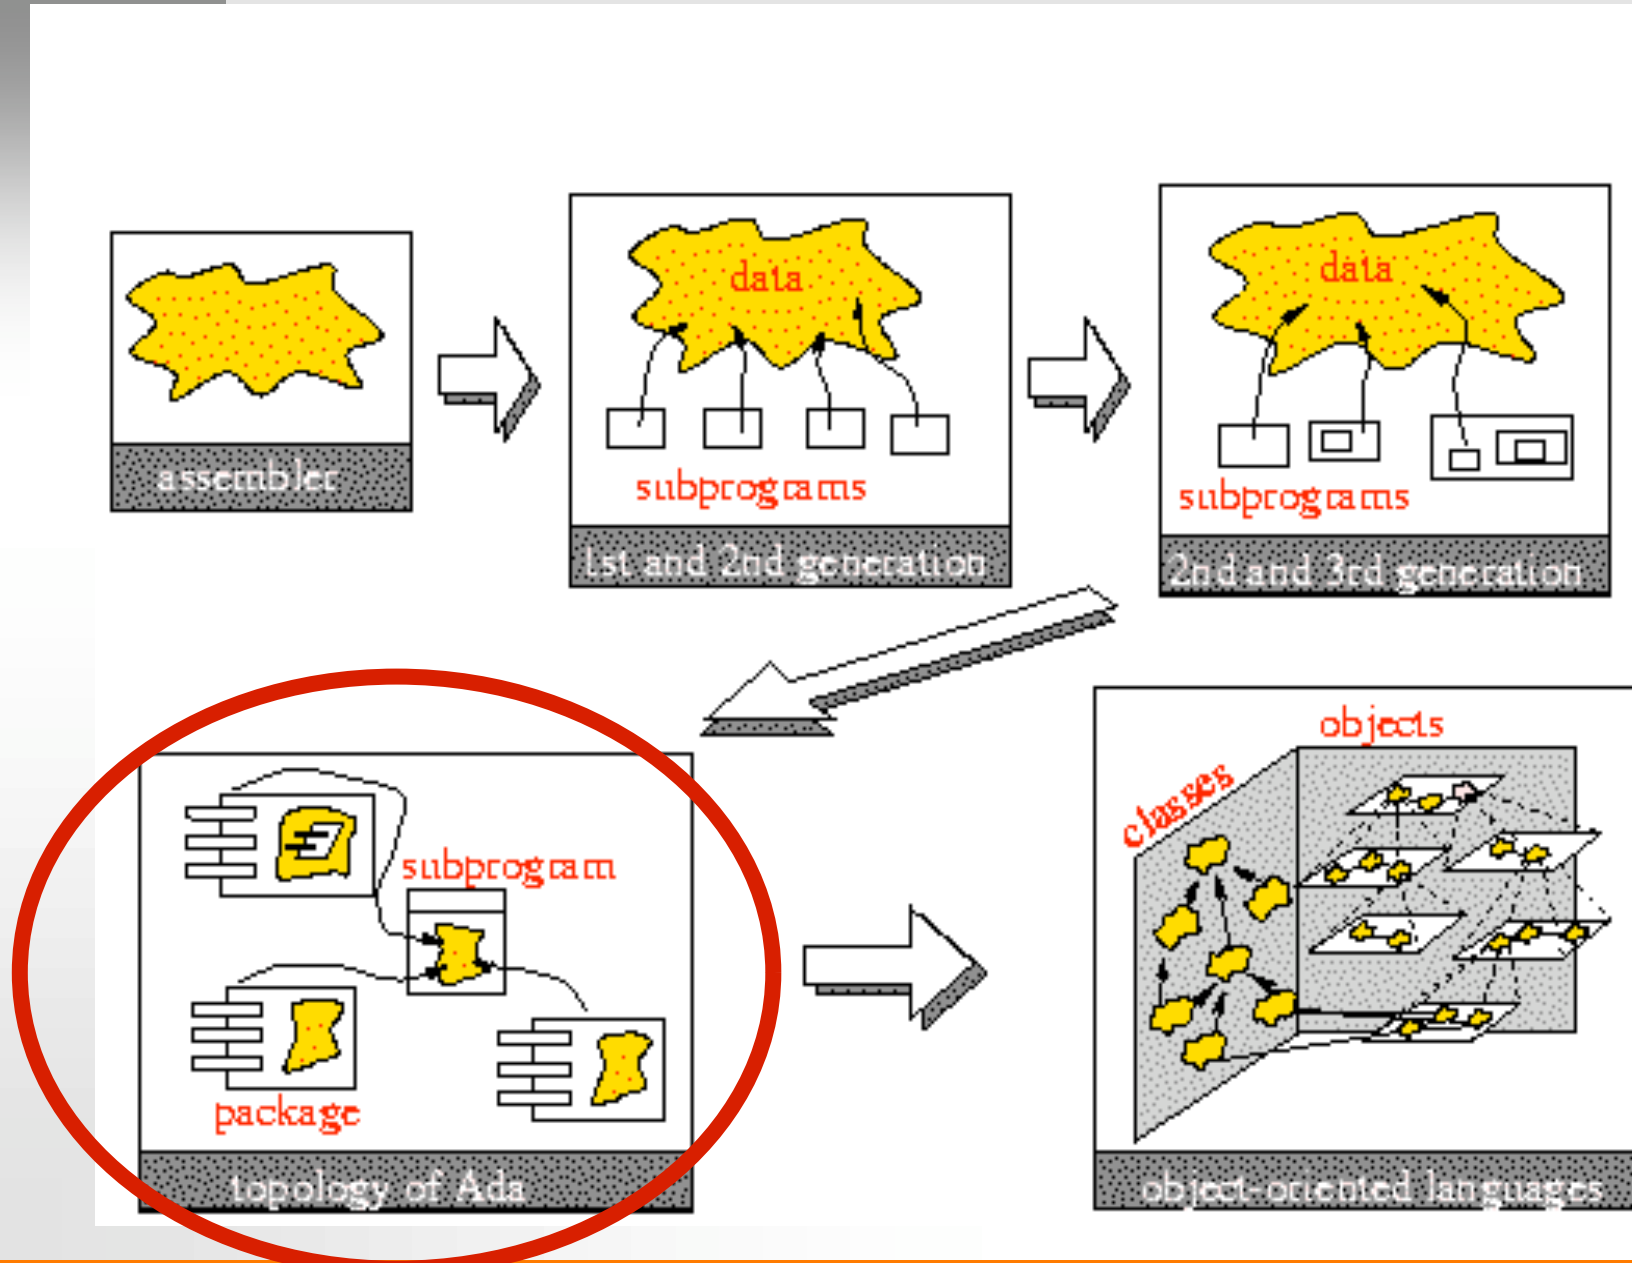 assembler
data
subprograms
1st and 2nd generation
data
subprograms
2nd and 3rd generation
subprogram
package
topology of Ada
objects
classes
object-oriented languages